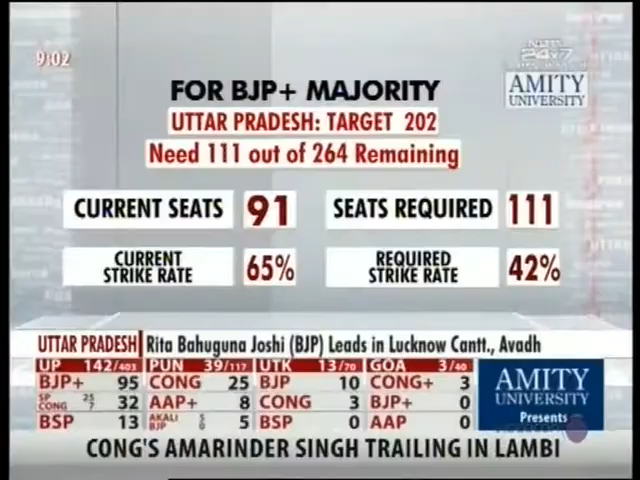 9:02
NDTV
24x7
AMITY
UNIVERSITY
FOR BJP+ MAJORITY
UTTAR PRADESH: TARGET 202
Need 111 out of 264 Remaining
CURRENT SEATS 91 SEATS REQUIRED 111
CURRENT STRIKE RATE 65% REQUIRED STRIKE RATE 42%
UTTAR PRADESH Rita Bahuguna Joshi (BJP) Leads in Lucknow Cantt., Avadh
UP 142/403 PUN 39/117 UTK 13/70 GOA 3/40
BJP+ 95 CONG 25 BJP 10 CONG+ 3
SP 25 CONG 7 32 AAP+ 8 CONG 3 BJP+ 0
BSP 13 AKALI 5 BJP 0 5 BSP 0 AAP 0
AMITY
UNIVERSITY
Presents
CONG'S AMARINDER SINGH TRAILING IN LAMBI